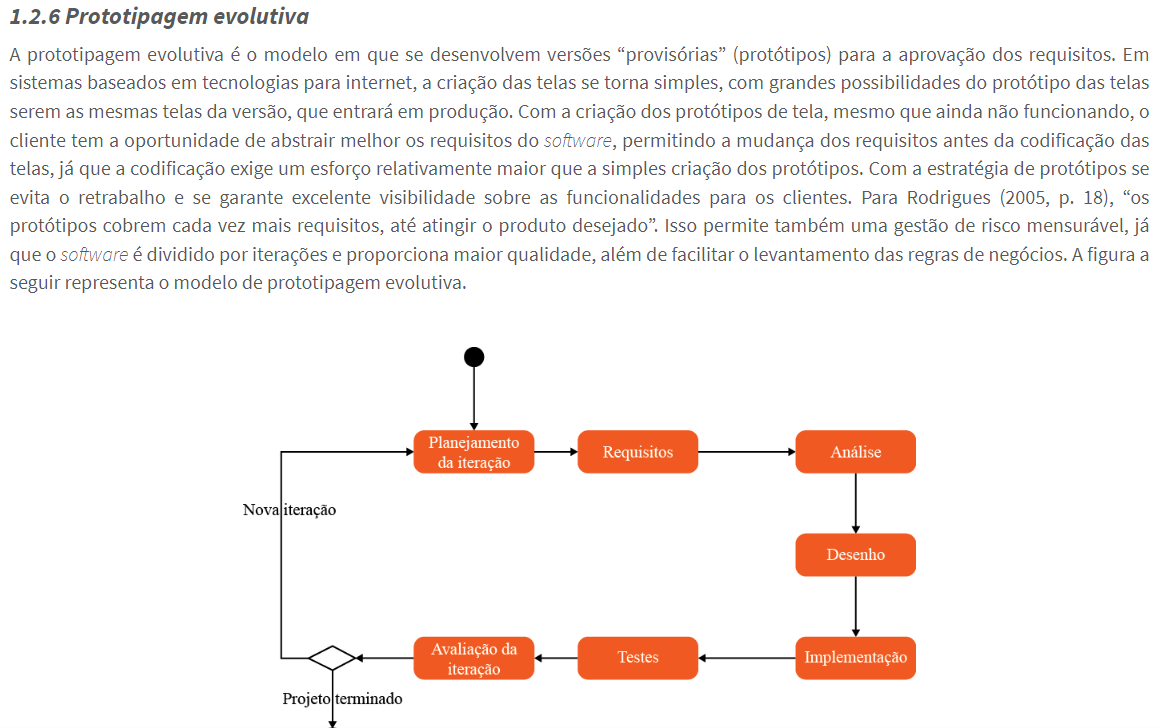 1.2.6 Prototipagem evolutiva
A prototipagem evolutiva é o modelo em que se desenvolvem versões “provisórias” (protótipos) para a aprovação dos requisitos. Em
sistemas baseados em tecnologias para internet, a criação das telas se torna simples, com grandes possibilidades do protótipo das telas
serem as mesmas telas da versão, que entrará em produção. Com a criação dos protótipos de tela, mesmo que ainda não funcionando, o
cliente tem a oportunidade de abstrair melhor os requisitos do software, permitindo a mudança dos requisitos antes da codificação das
telas, já que a codificação exige um esforço relativamente maior que a simples criação dos protótipos. Com a estratégia de protótipos se
evita o retrabalho e se garante excelente visibilidade sobre as funcionalidades para os clientes. Para Rodrigues (2005, p. 18), “os
protótipos cobrem cada vez mais requisitos, até atingir o produto desejado”. Isso permite também uma gestão de risco mensurável, já
que o software é dividido por iterações e proporciona maior qualidade, além de facilitar o levantamento das regras de negócios. A figura a
seguir representa o modelo de prototipagem evolutiva.
Planejamento
da iteração
Requisitos
Análise
Nova iteração
Desenho
Avaliação da
iteração
Testes
Implementação
Projeto terminado